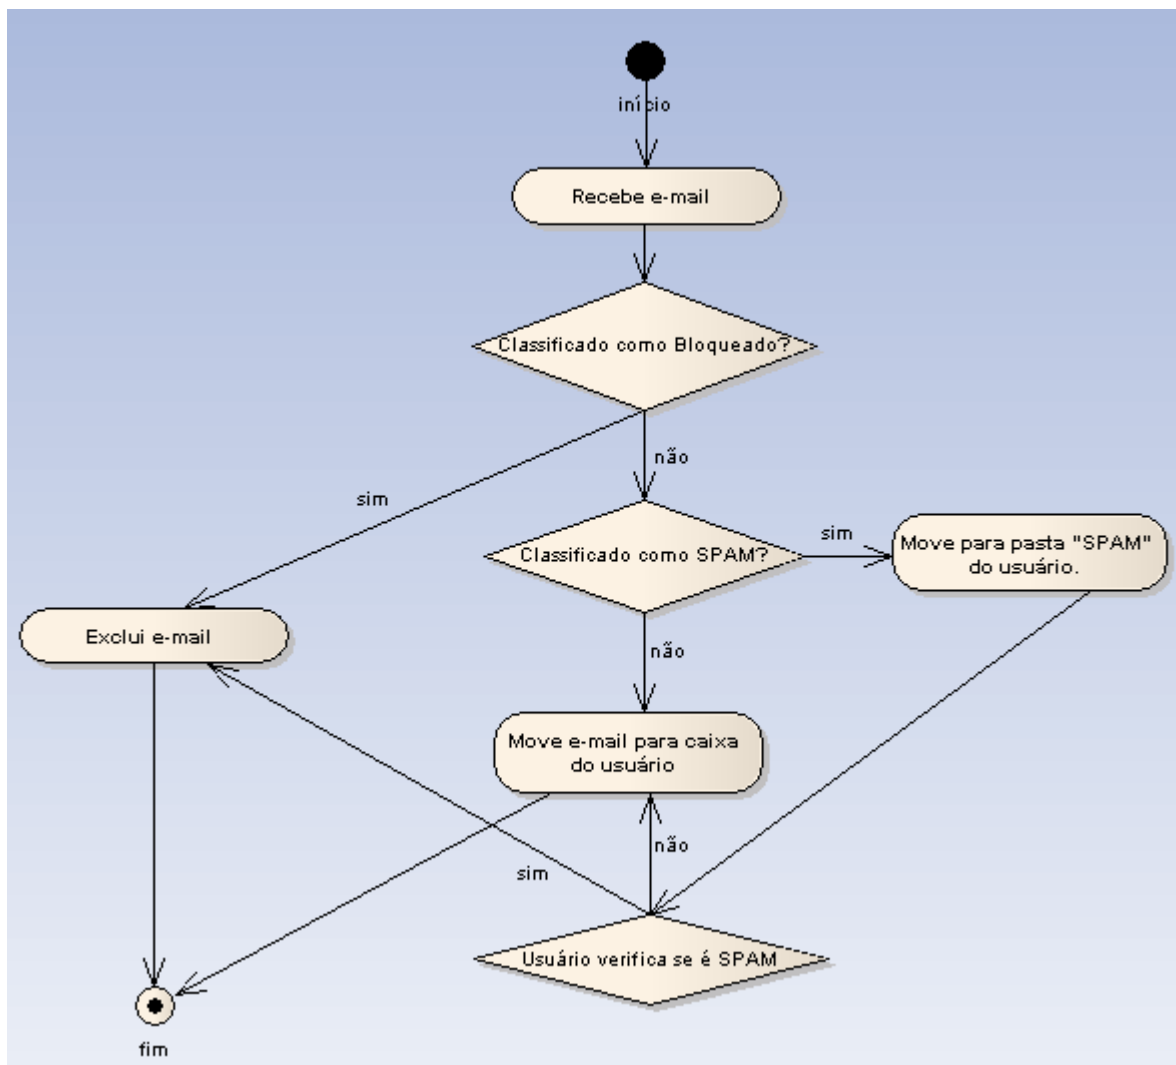 início
Recebe e-mail
Classificado como Bloqueado?
não
sim
Classificado como SPAM?
sim
Move para pasta "SPAM"
do usuário.
Exclui e-mail
não
Move e-mail para caixa
do usuário
não
sim
Usuário verifica se é SPAM
fim